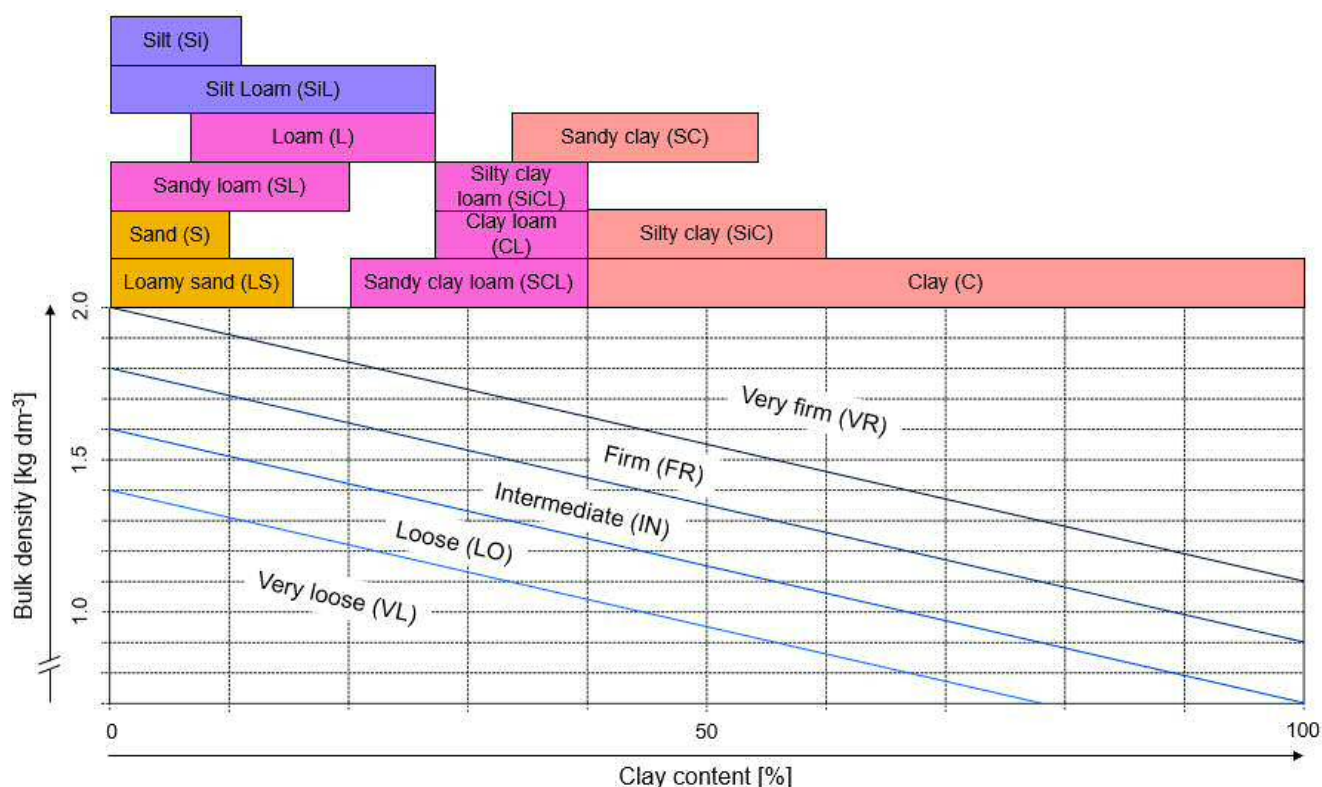 Silt (Si)
Silt Loam (SiL)
Loam (L)
Sandy clay (SC)
Sandy loam (SL)
Silty clay
loam (SiCL)
Sand (S)
Clay loam
(CL)
Silty clay (SiC)
Loamy sand (LS)
Sandy clay loam (SCL)
Clay (C)
2.0
1.5
1.0
Bulk density [kg dm⁻³]
Very firm (VR)
Firm (FR)
Intermediate (IN)
Loose (LO)
Very loose (VL)
0
50
100
Clay content [%]